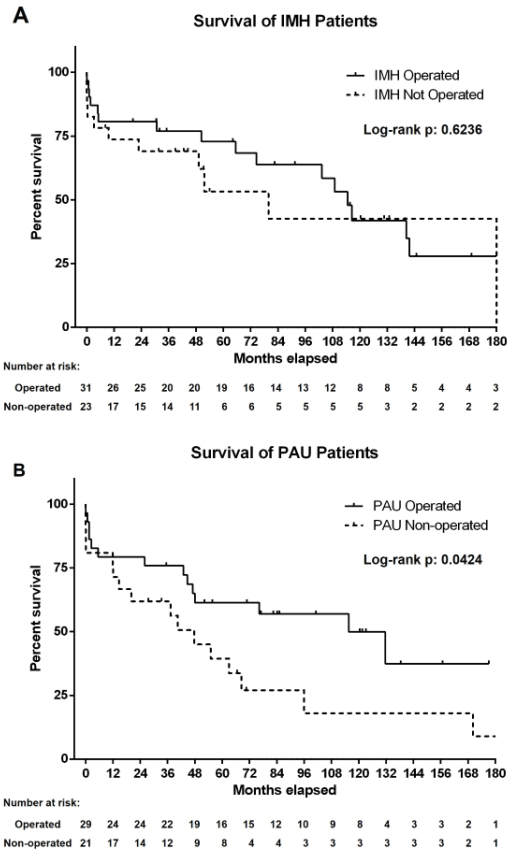 A
Survival of IMH Patients
IMH Operated
IMH Not Operated
Log-rank p: 0.6236
Percent survival
100
75
50
25
0
0 12 24 36 48 60 72 84 96 108 120 132 144 156 168 180
Months elapsed
Number at risk:
Operated 31 26 25 20 20 19 16 14 13 12 8 8 5 4 4 3
Non-operated 23 17 15 14 11 6 6 5 5 5 5 3 2 2 2 2
B
Survival of PAU Patients
PAU Operated
PAU Non-operated
Log-rank p: 0.0424
Percent survival
100
75
50
25
0
0 12 24 36 48 60 72 84 96 108 120 132 144 156 168 180
Months elapsed
Number at risk:
Operated 29 24 24 22 19 16 15 12 10 9 8 4 3 3 2 1
Non-operated 21 17 14 12 9 8 4 4 3 3 3 3 3 3 2 1